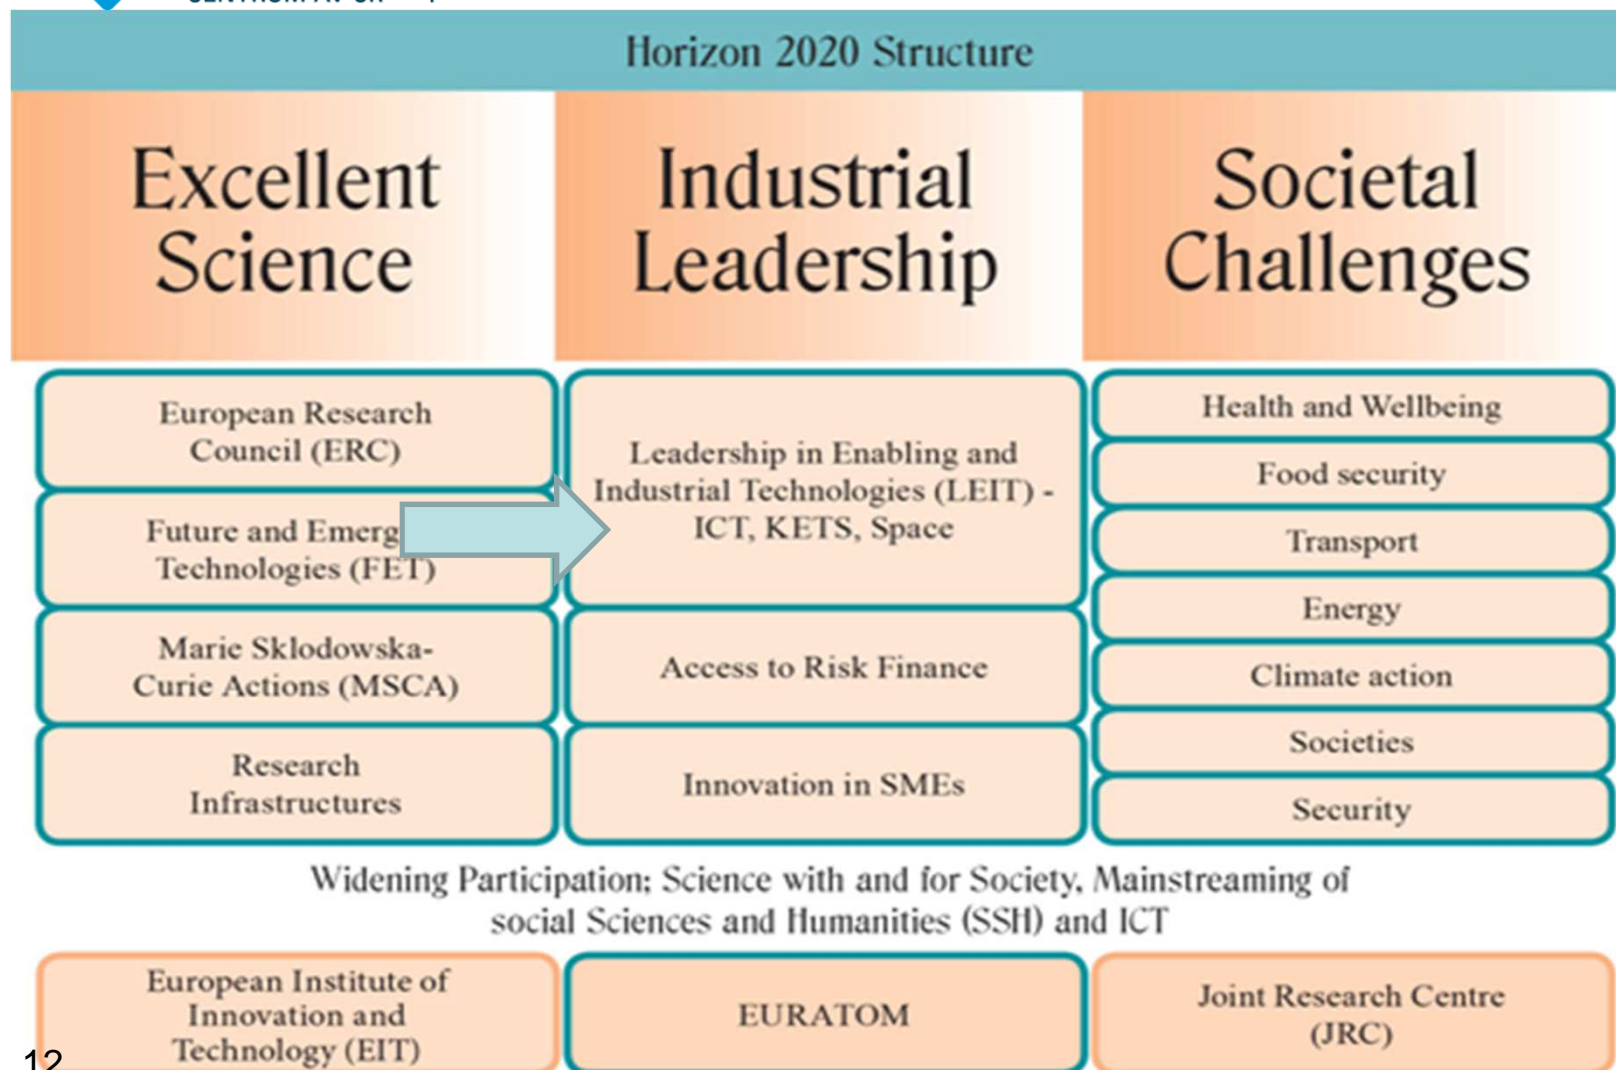 Horizon 2020 Structure
Excellent
Science
Industrial
Leadership
Societal
Challenges
European Research
Council (ERC)
Future and Emerg
Technologies (FET)
Marie Sklodowska-
Curie Actions (MSCA)
Research
Infrastructures
Leadership in Enabling and
Industrial Technologies (LEIT) -
ICT, KETS, Space
Access to Risk Finance
Innovation in SMEs
Health and Wellbeing
Food security
Transport
Energy
Climate action
Societies
Security
Widening Participation; Science with and for Society, Mainstreaming of
social Sciences and Humanities (SSH) and ICT
European Institute of
Innovation and
Technology (EIT)
EURATOM
Joint Research Centre
(JRC)
12